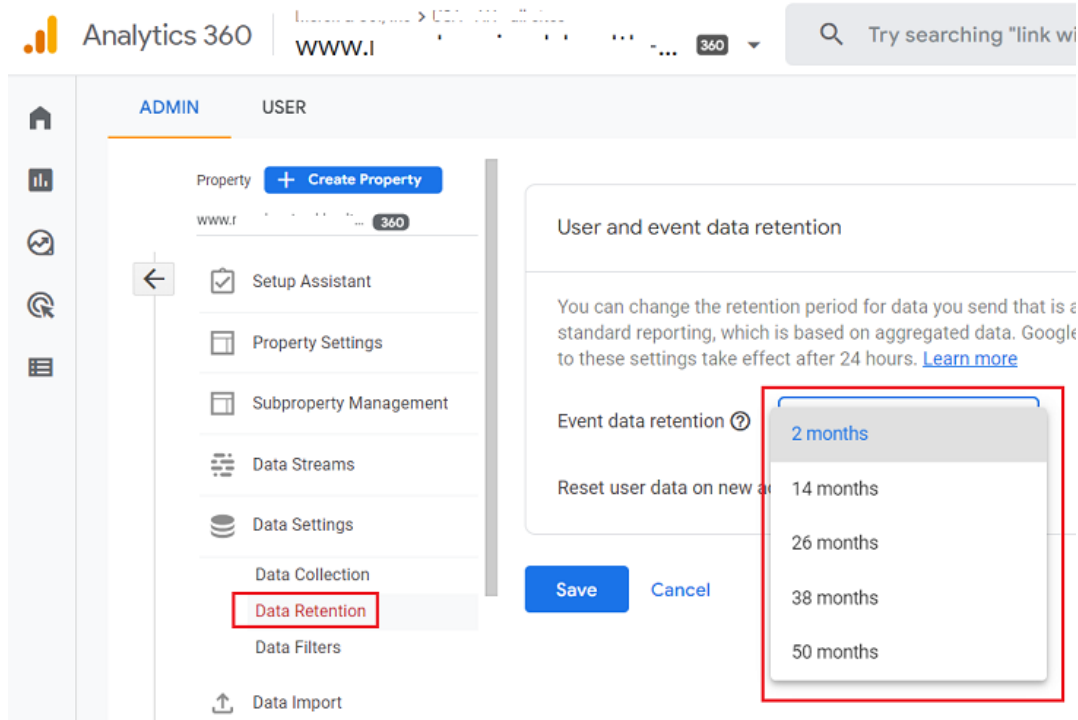 Analytics 360
www.
360
Try searching "link wi
ADMIN
USER
Property
+ Create Property
www.r
...
360
Setup Assistant
Property Settings
Subproperty Management
Data Streams
Data Settings
Data Collection
Data Retention
Data Filters
Data Import
User and event data retention
You can change the retention period for data you send that is a
standard reporting, which is based on aggregated data. Google
to these settings take effect after 24 hours. Learn more
Event data retention
2 months
14 months
26 months
38 months
50 months
Reset user data on new a
Save
Cancel